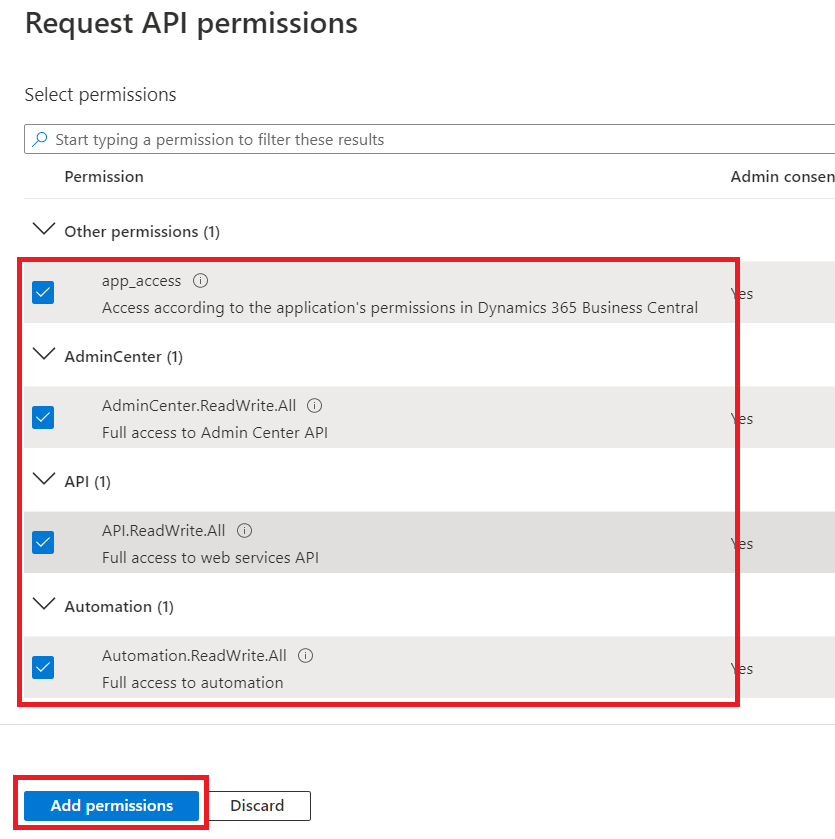 Request API permissions
Select permissions
Start typing a permission to filter these results
Permission Admin consen
Other permissions (1)
app_access
Access according to the application's permissions in Dynamics 365 Business Central Yes
AdminCenter (1)
AdminCenter.ReadWrite.All
Full access to Admin Center API Yes
API (1)
API.ReadWrite.All
Full access to web services API Yes
Automation (1)
Automation.ReadWrite.All
Full access to automation Yes
Add permissions Discard